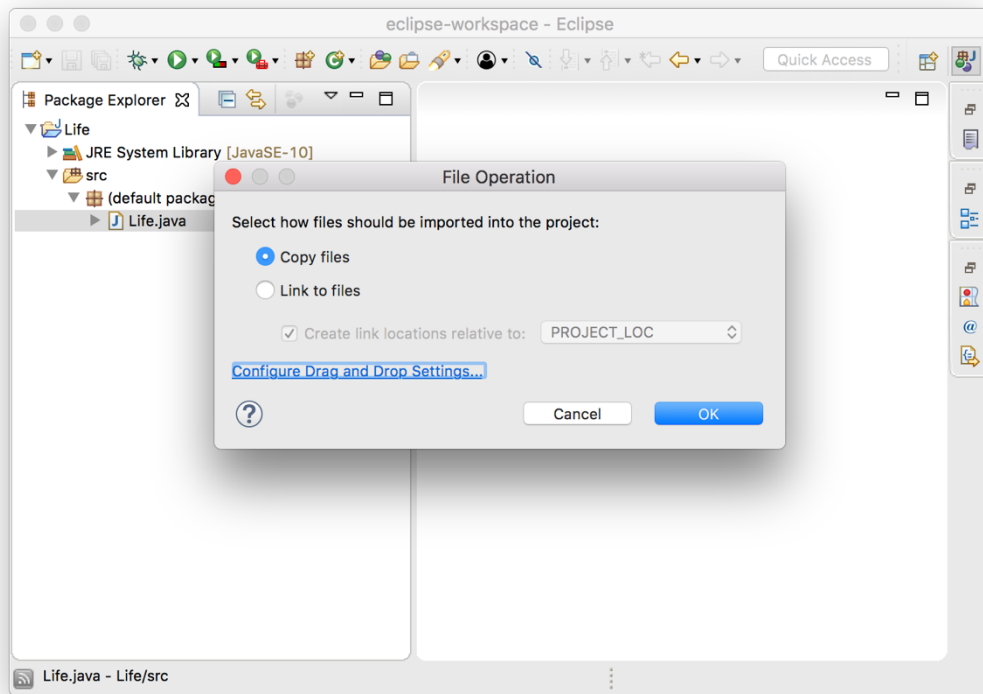 eclipse-workspace - Eclipse
Quick Access
Package Explorer
Life
JRE System Library [JavaSE-10]
src
(default packag
Life.java
File Operation
Select how files should be imported into the project:
Copy files
Link to files
Create link locations relative to: PROJECT_LOC
Configure Drag and Drop Settings...
Cancel OK
Life.java - Life/src